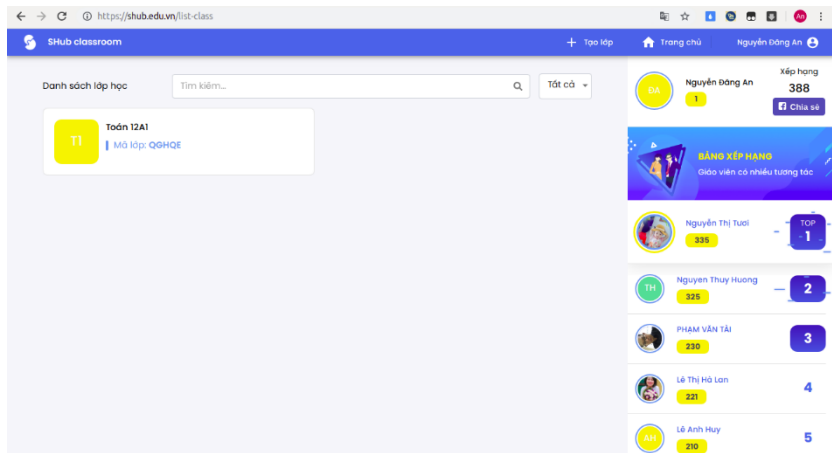 https://shub.edu.vn/list-class
An
SHub classroom
Tạo lớp
Trang chủ
Nguyễn Đăng An
Danh sách lớp học
Tìm kiếm...
Tất cả
T1
Toán 12A1
Mã lớp: QGHQE
ĐA
Nguyễn Đăng An
1
Xếp hạng
388
Chia sẻ
BẢNG XẾP HẠNG
Giáo viên có nhiều tương tác
Nguyễn Thị Tươi
335
TOP
1
TH
Nguyen Thuy Huong
325
2
PHẠM VĂN TÀI
230
3
Lê Thị Hà Lan
221
4
AH
Lê Anh Huy
210
5